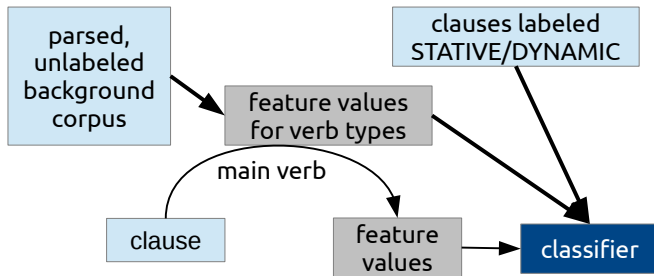 parsed,
unlabeled
background
corpus
clauses labeled
STATIVE/DYNAMIC
feature values
for verb types
main verb
clause
feature
values
classifier